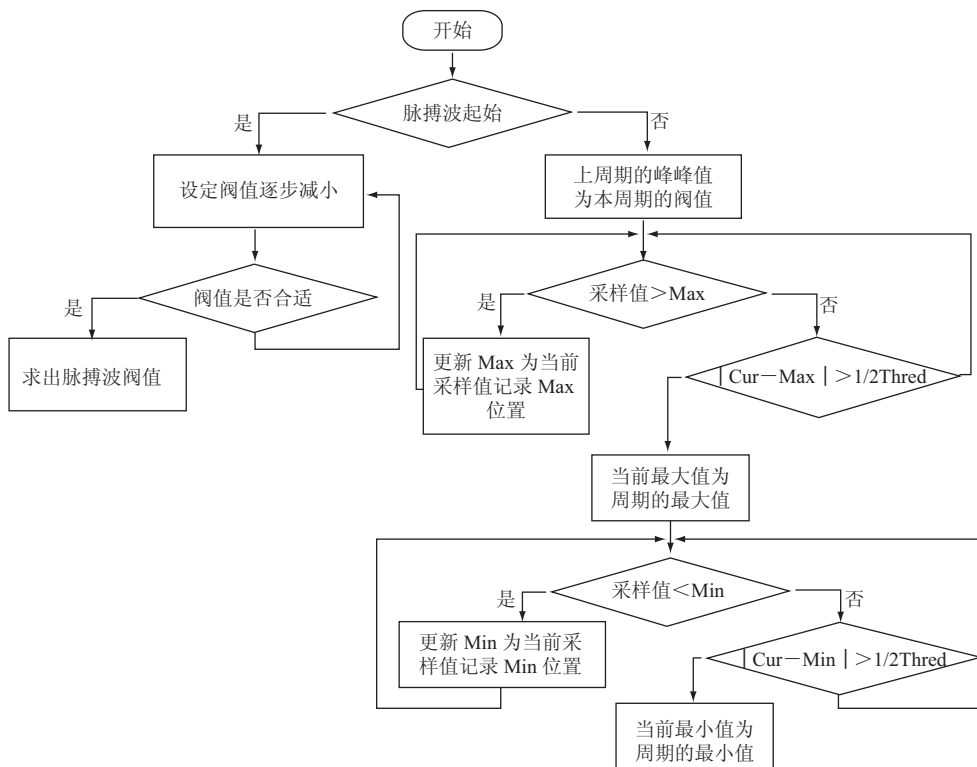 开始
脉搏波起始
是
否
设定阀值逐步减小
上周期的峰峰值
为本周期的阀值
阀值是否合适
是
采样值＞Max
是
否
求出脉搏波阀值
更新 Max 为当前
采样值记录 Max
位置
｜Cur－Max｜＞1/2Thred
当前最大值为
周期的最大值
采样值＜Min
是
否
更新 Min 为当前采
样值记录 Min 位置
｜Cur－Min｜＞1/2Thred
当前最小值为
周期的最小值